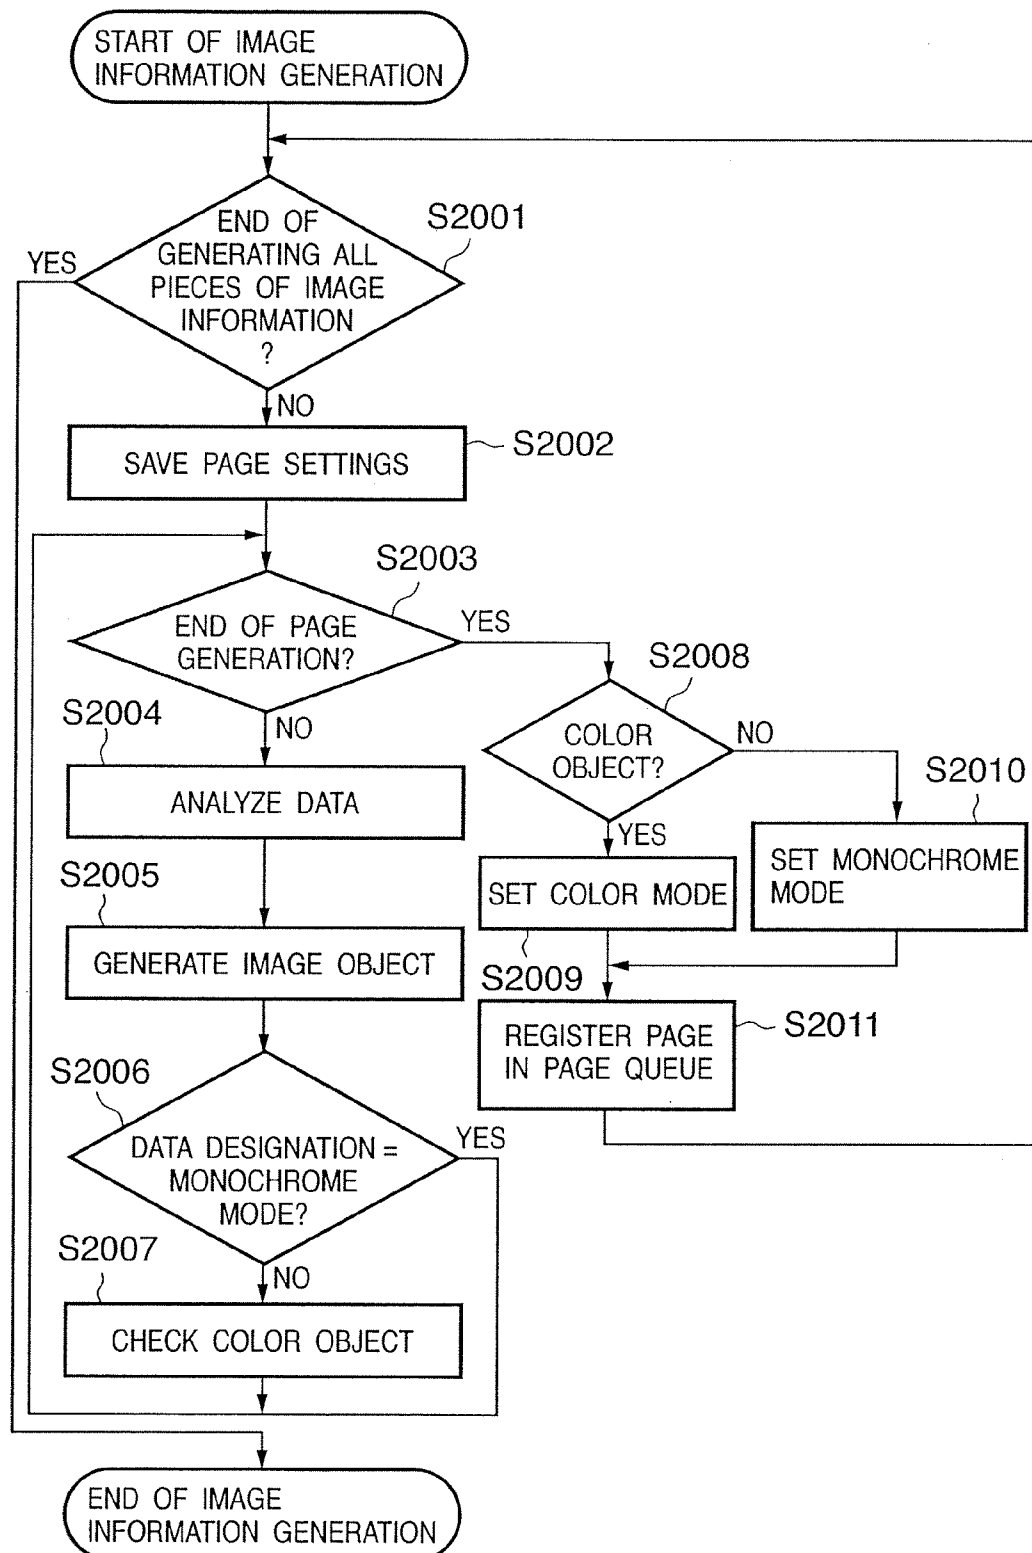 START OF IMAGE
INFORMATION GENERATION
S2001
END OF
GENERATING ALL
PIECES OF IMAGE
INFORMATION
?
YES
NO
S2002
SAVE PAGE SETTINGS
S2003
END OF PAGE
GENERATION?
YES
NO
S2004
ANALYZE DATA
S2005
GENERATE IMAGE OBJECT
S2006
DATA DESIGNATION =
MONOCHROME
MODE?
YES
NO
S2007
CHECK COLOR OBJECT
S2008
COLOR
OBJECT?
NO
YES
S2010
SET MONOCHROME
MODE
SET COLOR MODE
S2009
S2011
REGISTER PAGE
IN PAGE QUEUE
END OF IMAGE
INFORMATION GENERATION